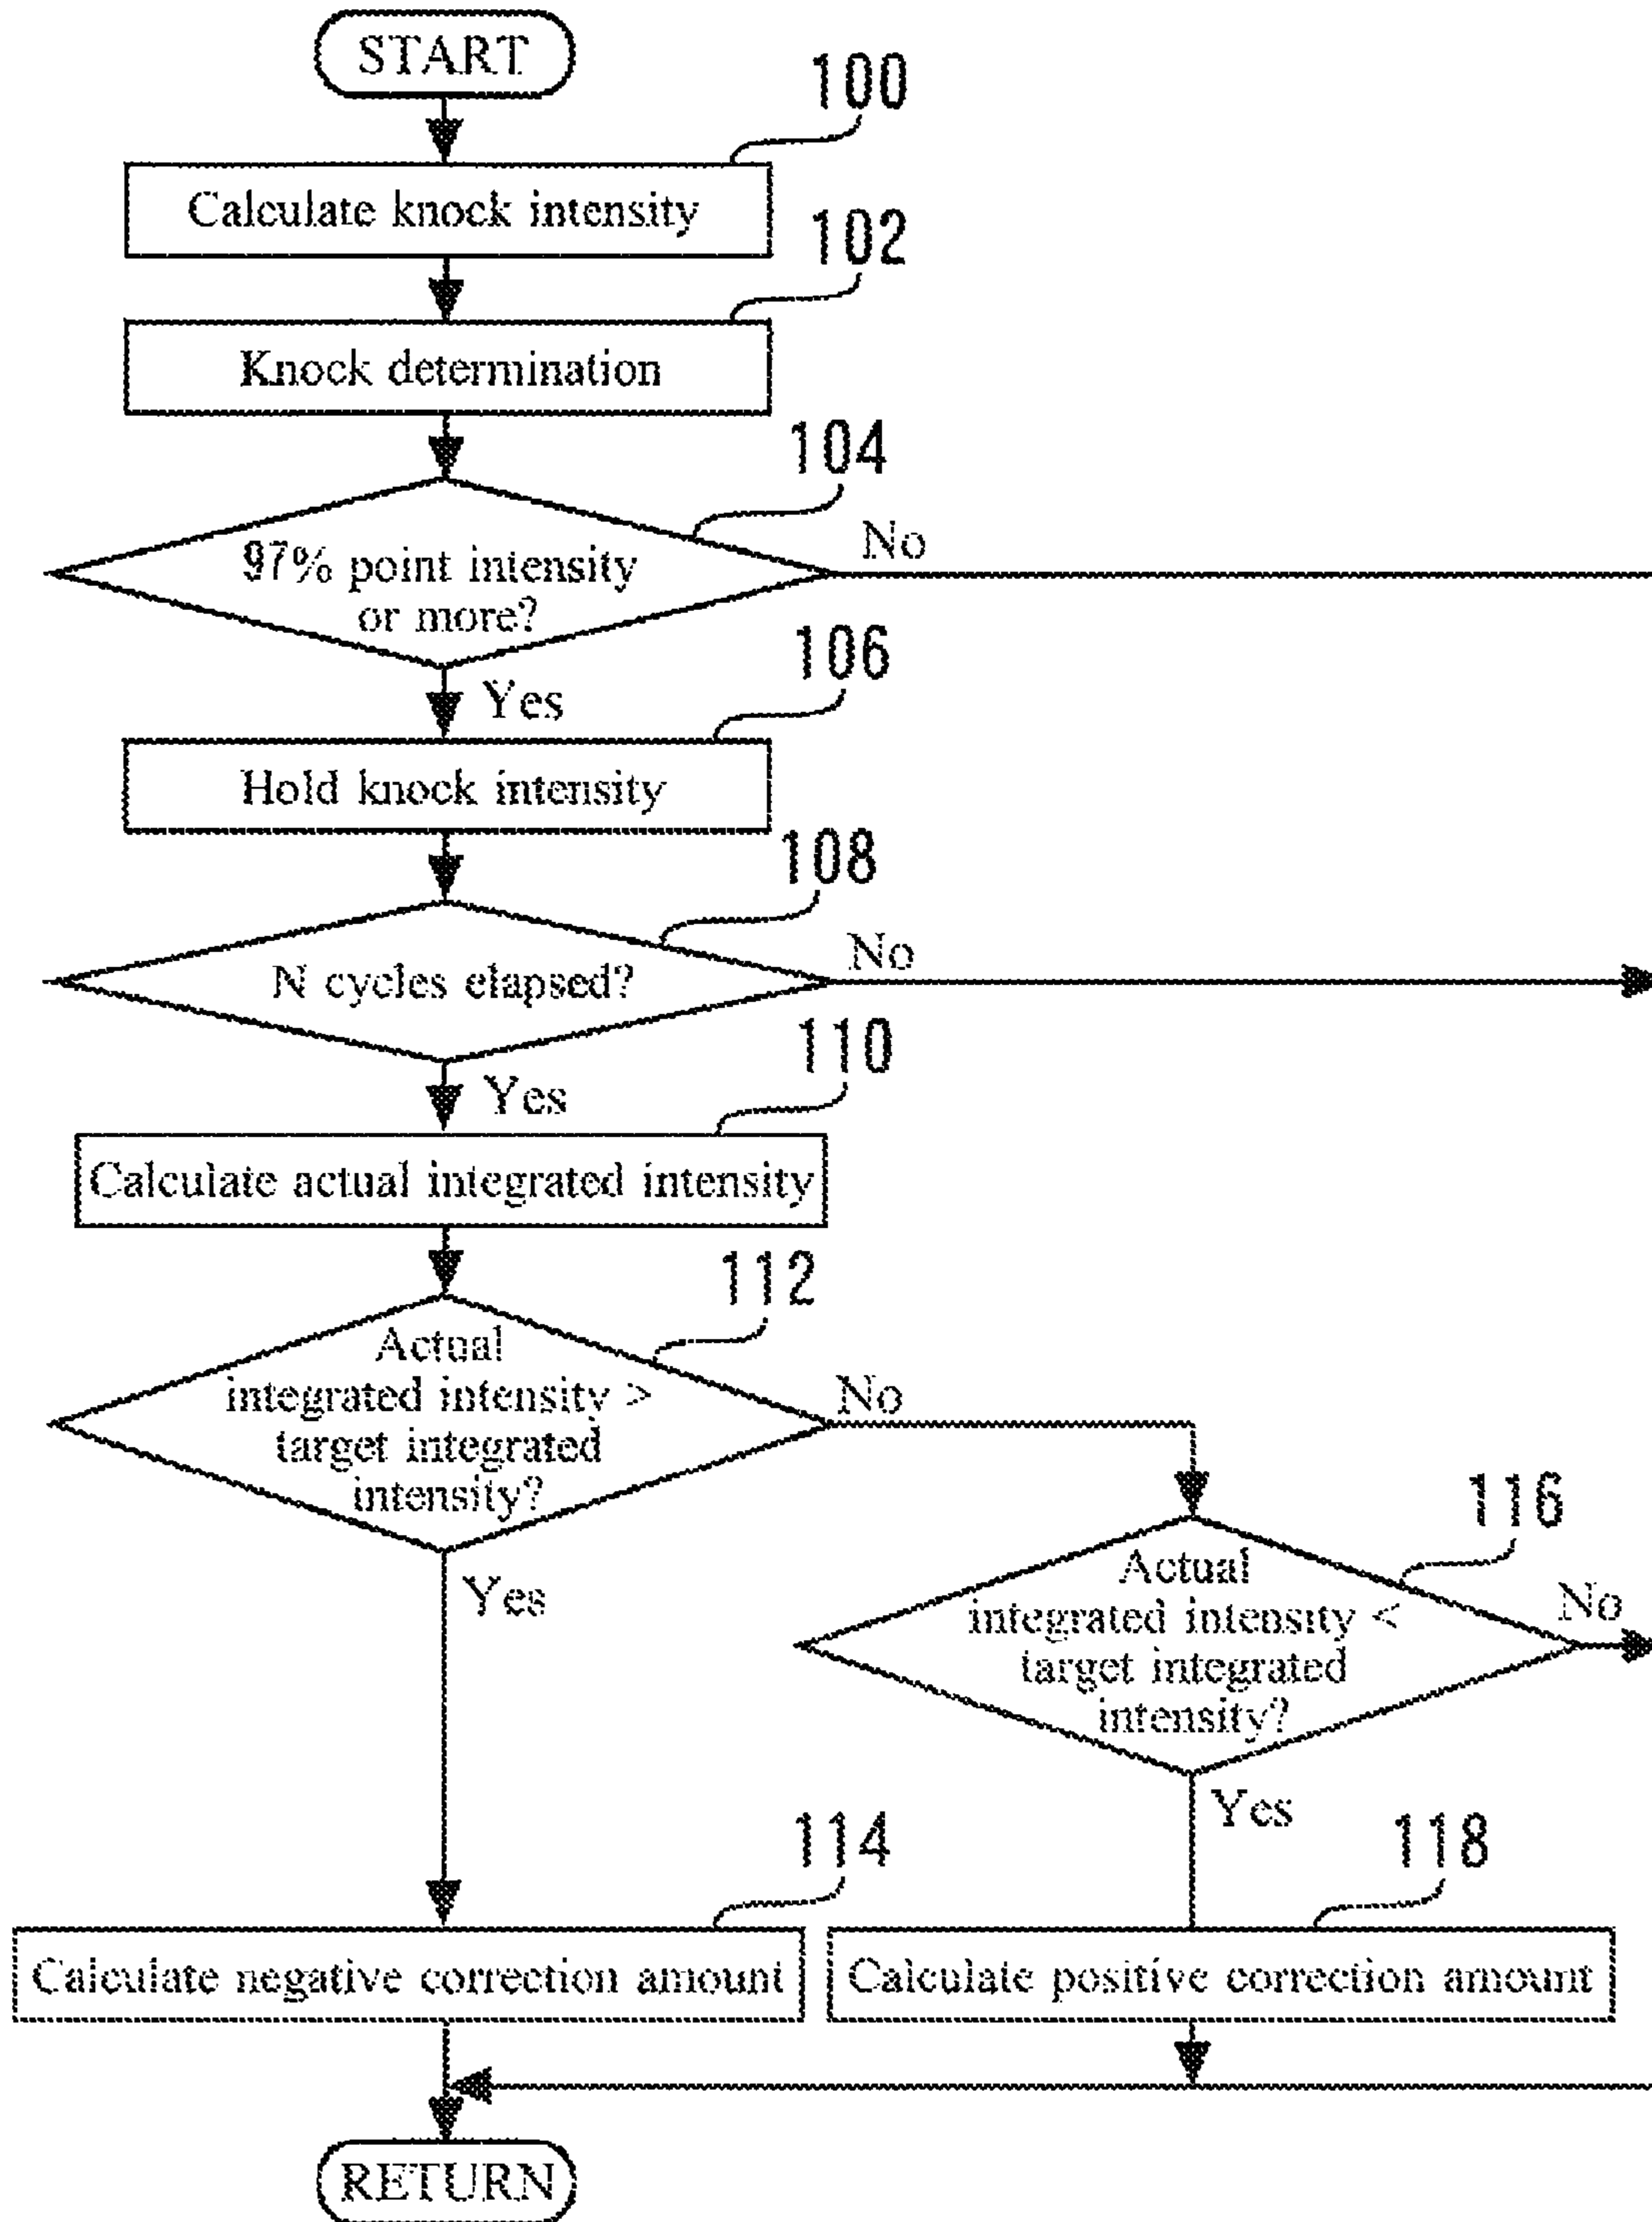 START
100
Calculate knock intensity
102
Knock determination
104
97% point intensity
or more?
No
Yes
106
Hold knock intensity
108
N cycles elapsed?
No
Yes
110
Calculate actual integrated intensity
112
Actual
integrated intensity >
target integrated
intensity?
No
Yes
116
Actual
integrated intensity <
target integrated
intensity?
No
Yes
114
Calculate negative correction amount
118
Calculate positive correction amount
RETURN